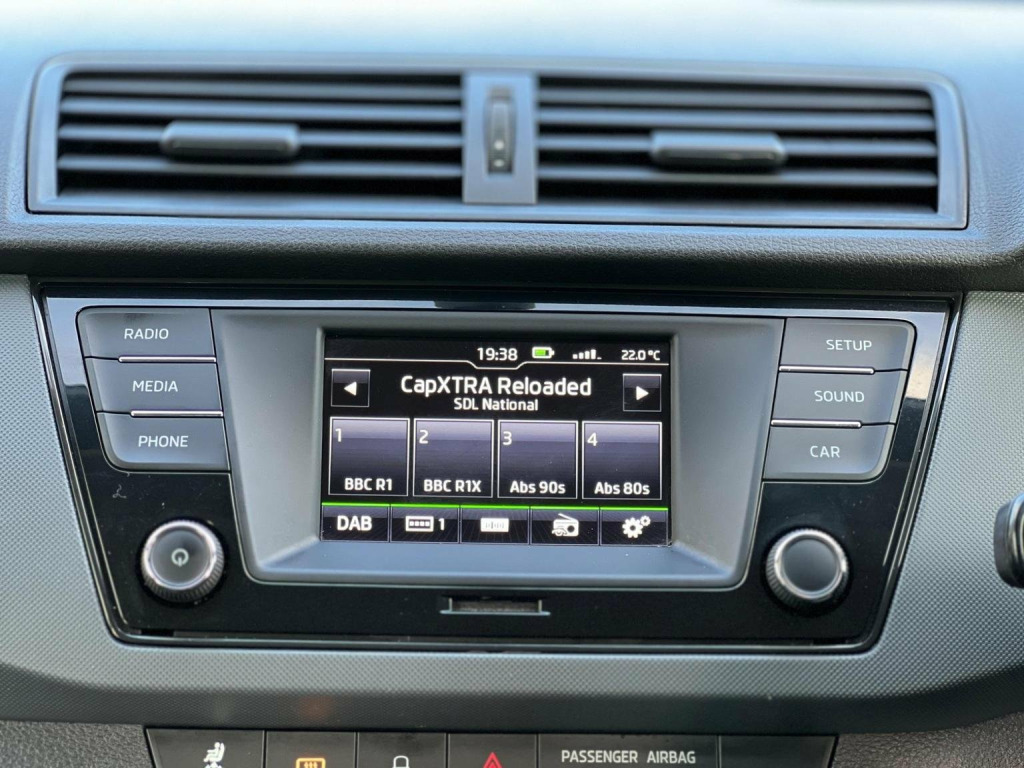 RADIO
MEDIA
PHONE
19:38
22.0°C
CapXTRA Reloaded
SDL National
1
2
3
4
BBC R1
BBC R1X
Abs 90s
Abs 80s
DAB
1
SETUP
SOUND
CAR
PASSENGER AIRBAG